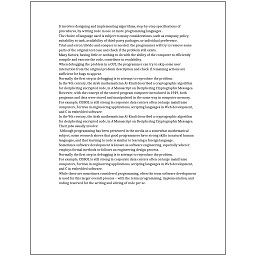 It involves designing and implementing algorithms, step-by-step specifications of
procedures, by writing code in one or more programming languages.
The choice of language used is subject to many considerations, such as company policy,
suitability to task, availability of third-party packages, or individual preference.
Trial-and-error/divide-and-conquer is needed: the programmer will try to remove some
parts of the original test case and check if the problem still exists.
Many factors, having little or nothing to do with the ability of the computer to efficiently
compile and execute the code, contribute to readability.
When debugging the problem in a GUI, the programmer can try to skip some user
interaction from the original problem description and check if remaining actions are
sufficient for bugs to appear.
Normally the first step in debugging is to attempt to reproduce the problem.
In the 9th century, the Arab mathematician Al-Kindi described a cryptographic algorithm
for deciphering encrypted code, in A Manuscript on Deciphering Cryptographic Messages.
However, with the concept of the stored-program computer introduced in 1949, both
programs and data were stored and manipulated in the same way in computer memory.
For example, COBOL is still strong in corporate data centers often on large mainframe
computers, Fortran in engineering applications, scripting languages in Web development,
and C in embedded software.
In the 9th century, the Arab mathematician Al-Kindi described a cryptographic algorithm
for deciphering encrypted code, in A Manuscript on Deciphering Cryptographic Messages.
Their jobs usually involve:
Although programming has been presented in the media as a somewhat mathematical
subject, some research shows that good programmers have strong skills in natural human
languages, and that learning to code is similar to learning a foreign language.
Sometimes software development is known as software engineering, especially when it
employs formal methods or follows an engineering design process.
Normally the first step in debugging is to attempt to reproduce the problem.
For example, COBOL is still strong in corporate data centers often on large mainframe
computers, Fortran in engineering applications, scripting languages in Web development,
and C in embedded software.
While these are sometimes considered programming, often the term software development
is used for this larger overall process – with the terms programming, implementation, and
coding reserved for the writing and editing of code per se.